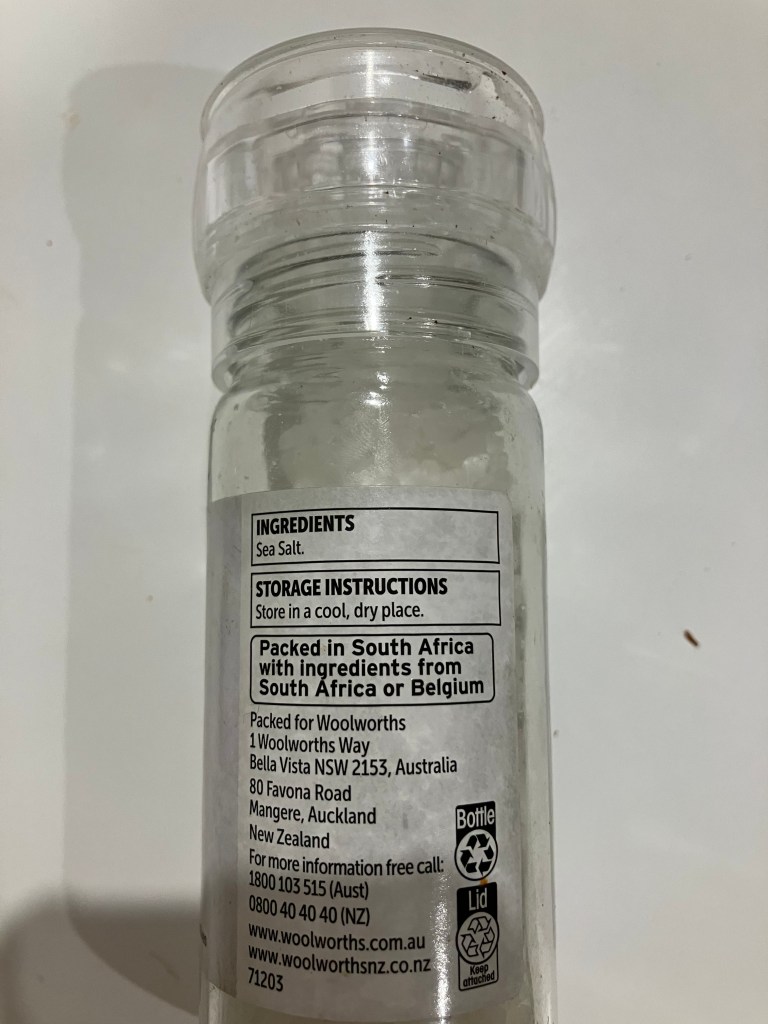 INGREDIENTS
Sea Salt.
STORAGE INSTRUCTIONS
Store in a cool, dry place.
Packed in South Africa
with ingredients from
South Africa or Belgium
Packed for Woolworths
1 Woolworths Way
Bella Vista NSW 2153, Australia
80 Favona Road
Mangere, Auckland
New Zealand
For more information free call:
1800 103 515 (Aust)
0800 40 40 40 (NZ)
www.woolworths.com.au
www.woolworthsnz.co.nz
71203
Bottle
Lid
Keep
attached